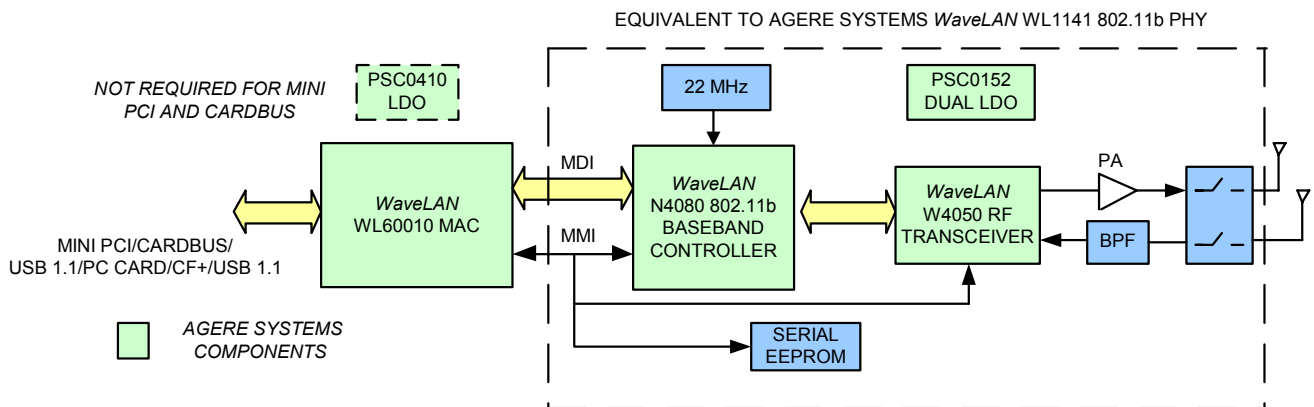 EQUIVALENT TO AGERE SYSTEMS WaveLAN WL1141 802.11b PHY
NOT REQUIRED FOR MINI
PCI AND CARDBUS
PSC0410
LDO
22 MHz
PSC0152
DUAL LDO
WaveLAN
WL60010 MAC
MDI
MMI
WaveLAN
N4080 802.11b
BASEBAND
CONTROLLER
WaveLAN
W4050 RF
TRANSCEIVER
PA
BPF
MINI PCI/CARDBUS/
USB 1.1/PC CARD/CF+/USB 1.1
AGERE SYSTEMS
COMPONENTS
SERIAL
EEPROM